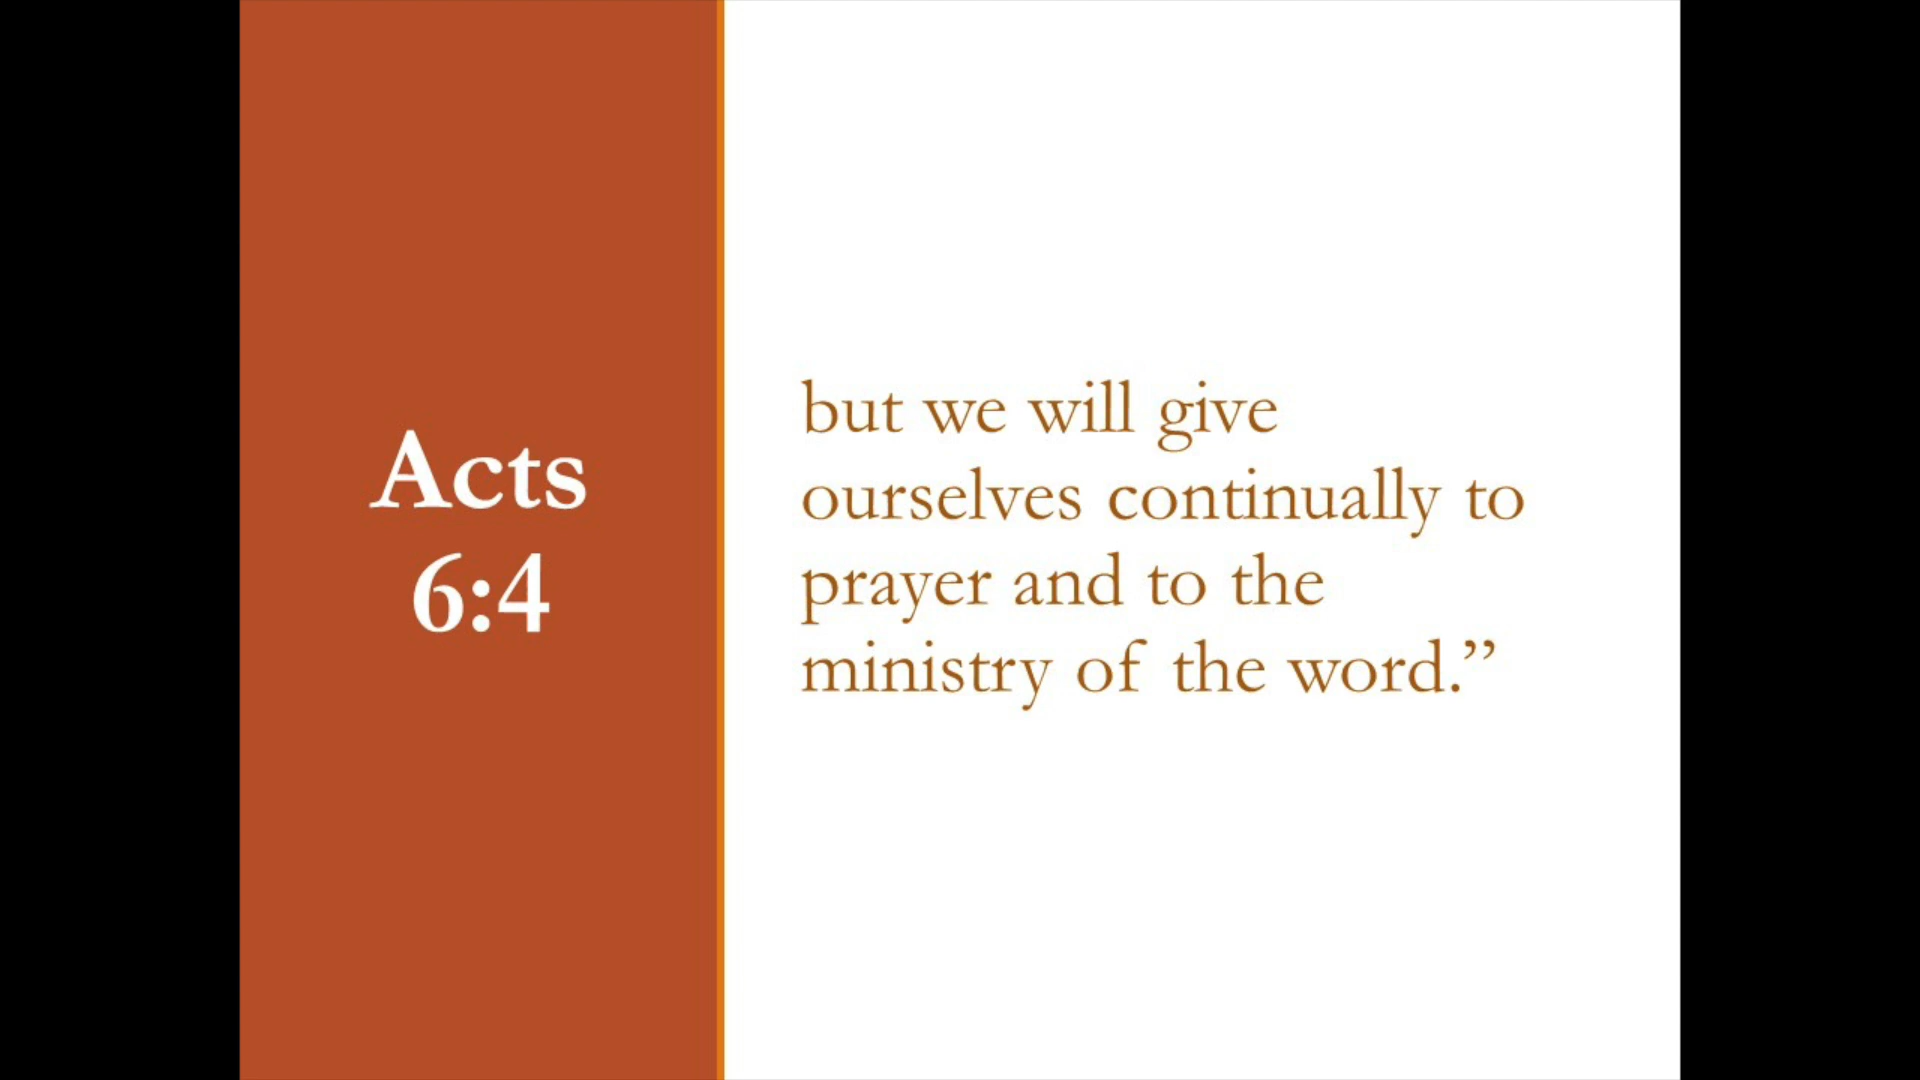 Acts
6:4
but we will give
ourselves continually to
prayer and to the
ministry of the word.”